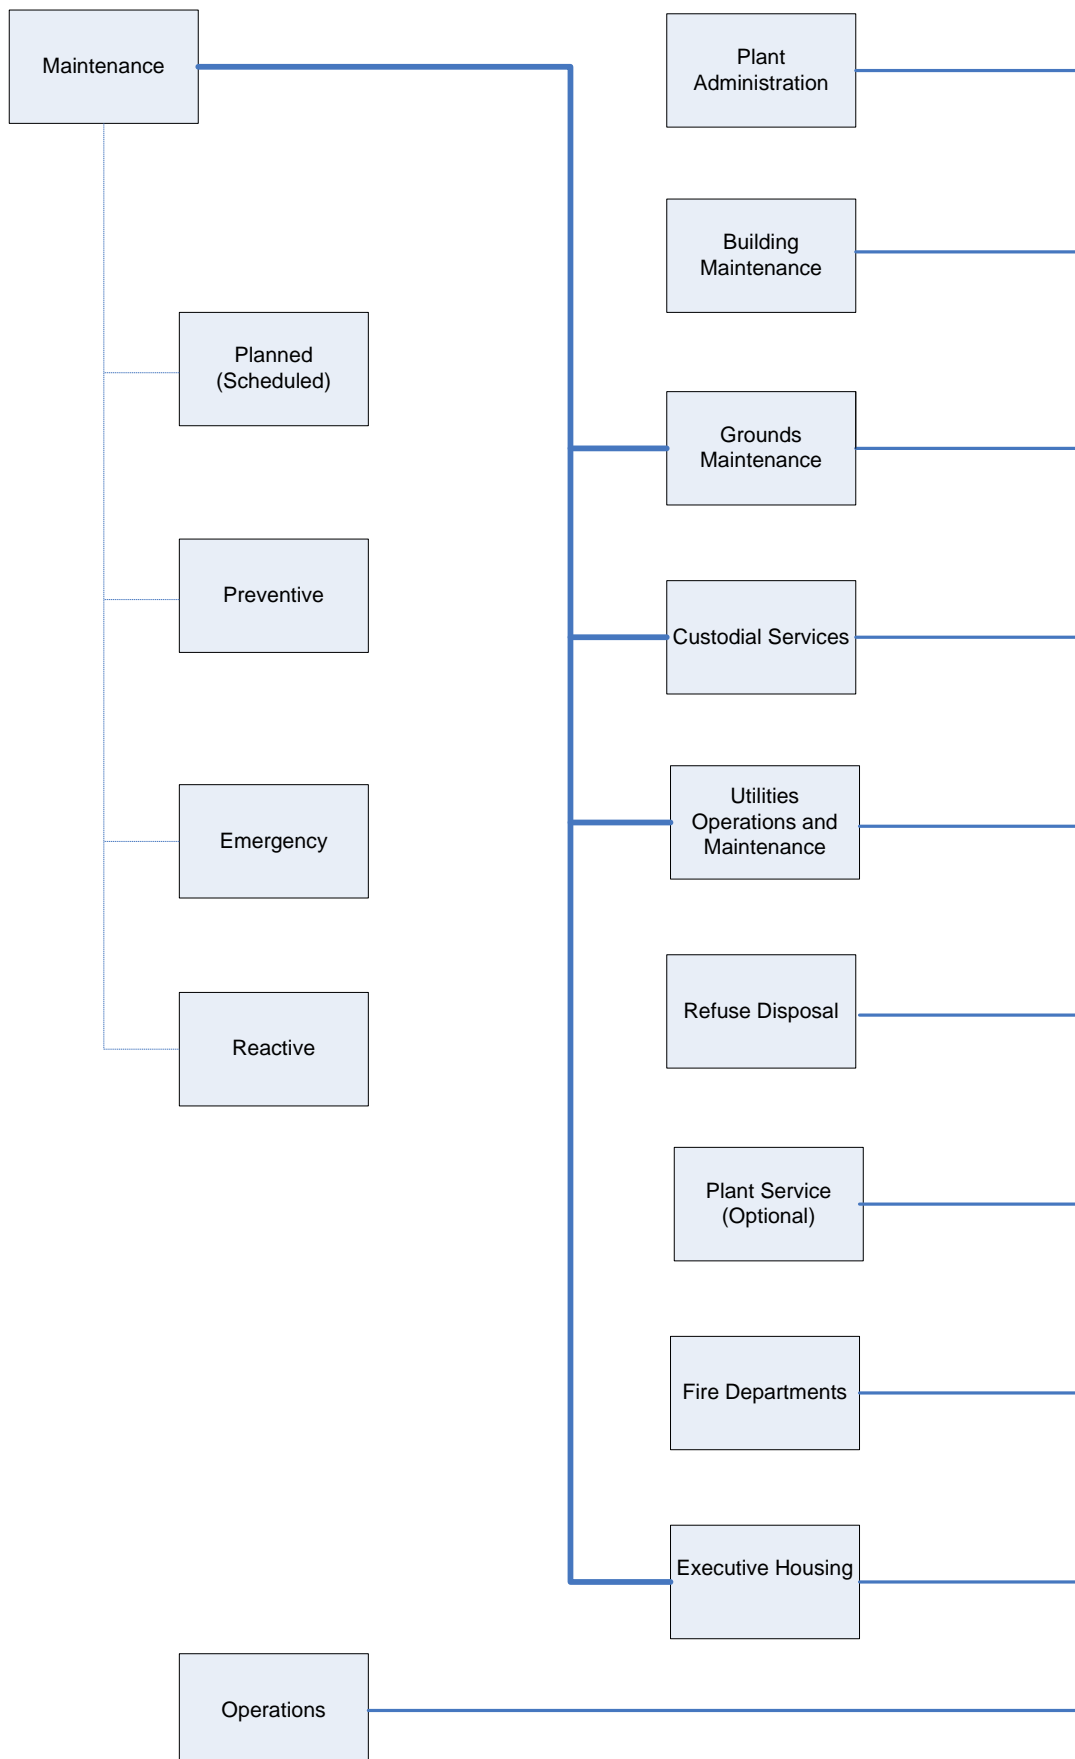 Maintenance
Plant
Administration
Building
Maintenance
Planned
(Scheduled)
Grounds
Maintenance
Preventive
Custodial Services
Utilities
Operations and
Maintenance
Emergency
Refuse Disposal
Reactive
Plant Service
(Optional)
Fire Departments
Executive Housing
Operations